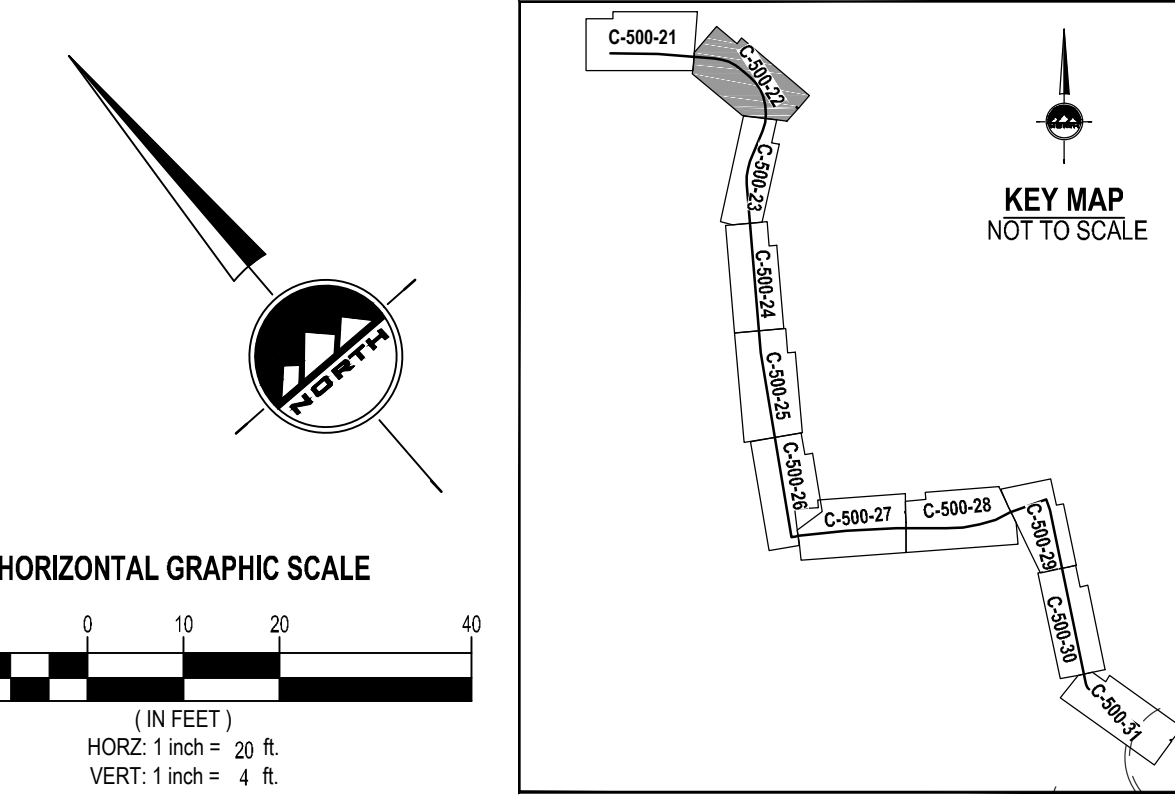 NORTH
HORIZONTAL GRAPHIC SCALE
0 10 20 40
( IN FEET )
HORZ: 1 inch = 20 ft.
VERT: 1 inch = 4 ft.
C-500-21
C-500-22
C-500-23
C-500-24
C-500-25
C-500-26
C-500-27
C-500-28
C-500-29
C-500-30
C-500-31
NORTH
KEY MAP
NOT TO SCALE